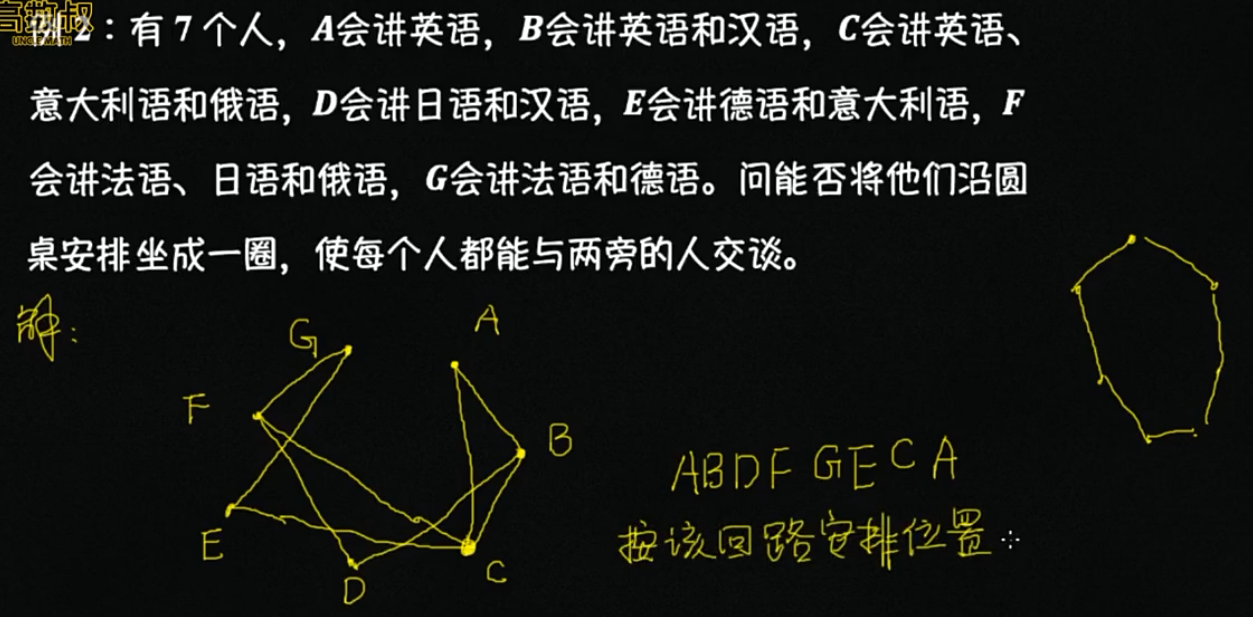 高数叔
UNCLE MATH
例2：有7个人，A会讲英语，B会讲英语和汉语，C会讲英语、
意大利语和俄语，D会讲日语和汉语，E会讲德语和意大利语，F
会讲法语、日语和俄语，G会讲法语和德语。问能否将他们沿圆
桌安排坐成一圈，使每个人都能与两旁的人交谈。
解：
G
A
F
B
E
D
C
ABDFGECA
按该回路安排位置